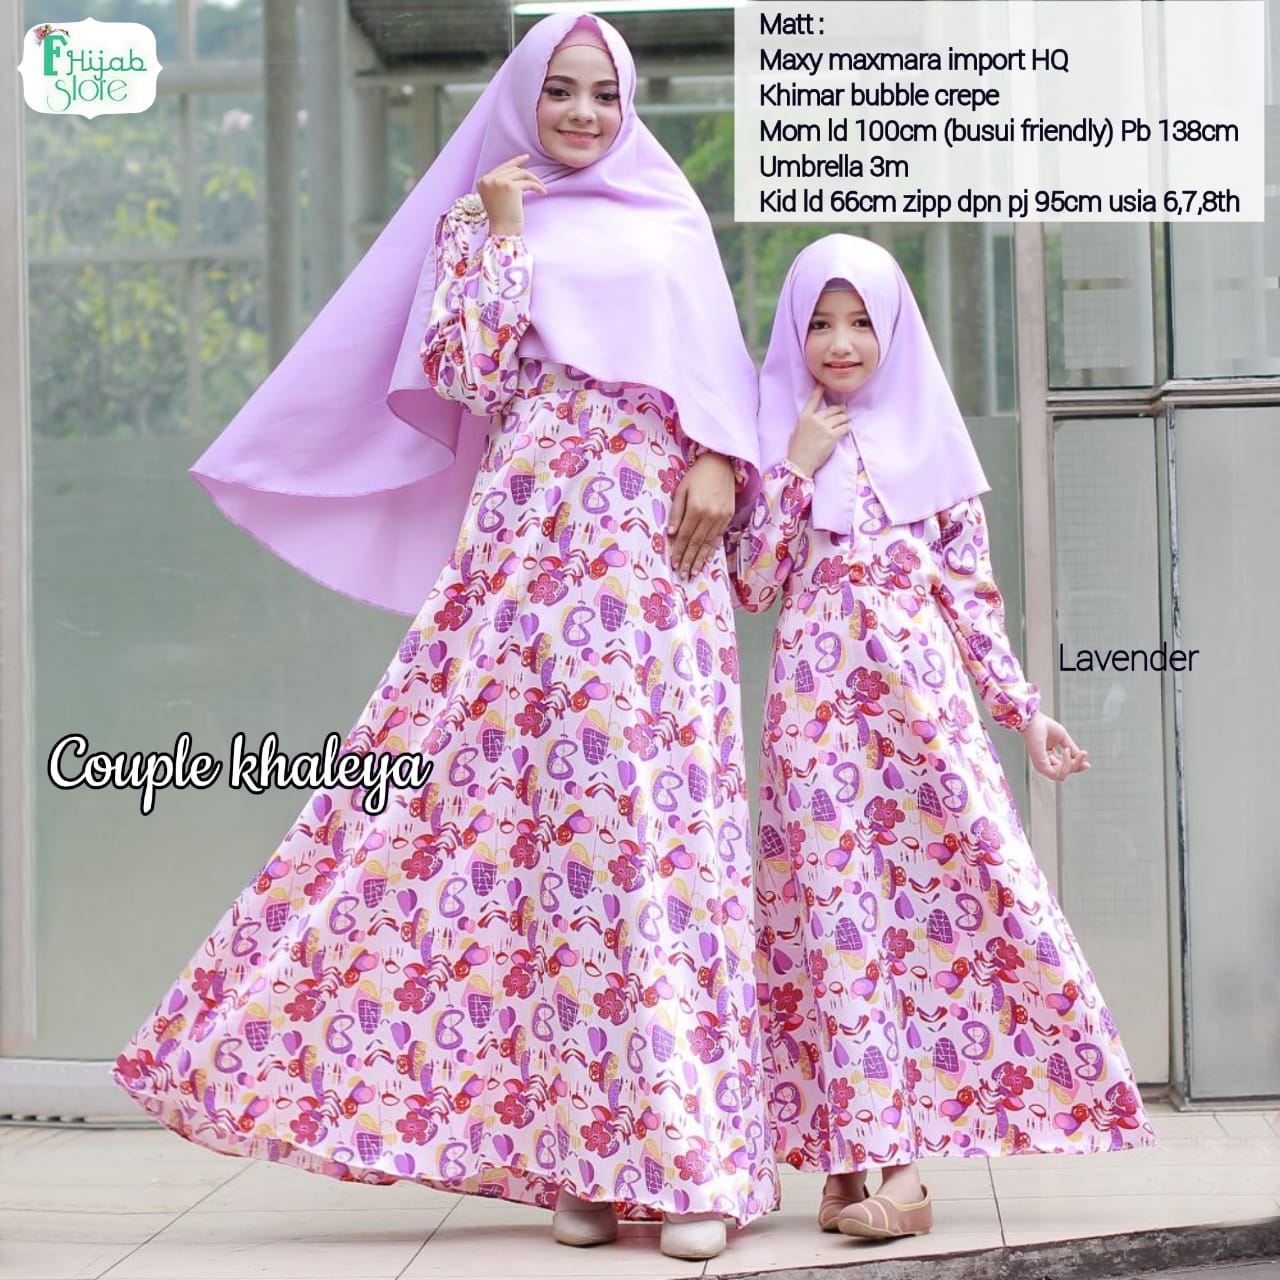 F Hijab
Store
Matt :
Maxy maxmara import HQ
Khimar bubble crepe
Mom ld 100cm (busui friendly) Pb 138cm
Umbrella 3m
Kid ld 66cm zipp dpn pj 95cm usia 6,7,8th
Lavender
Couple khaleya